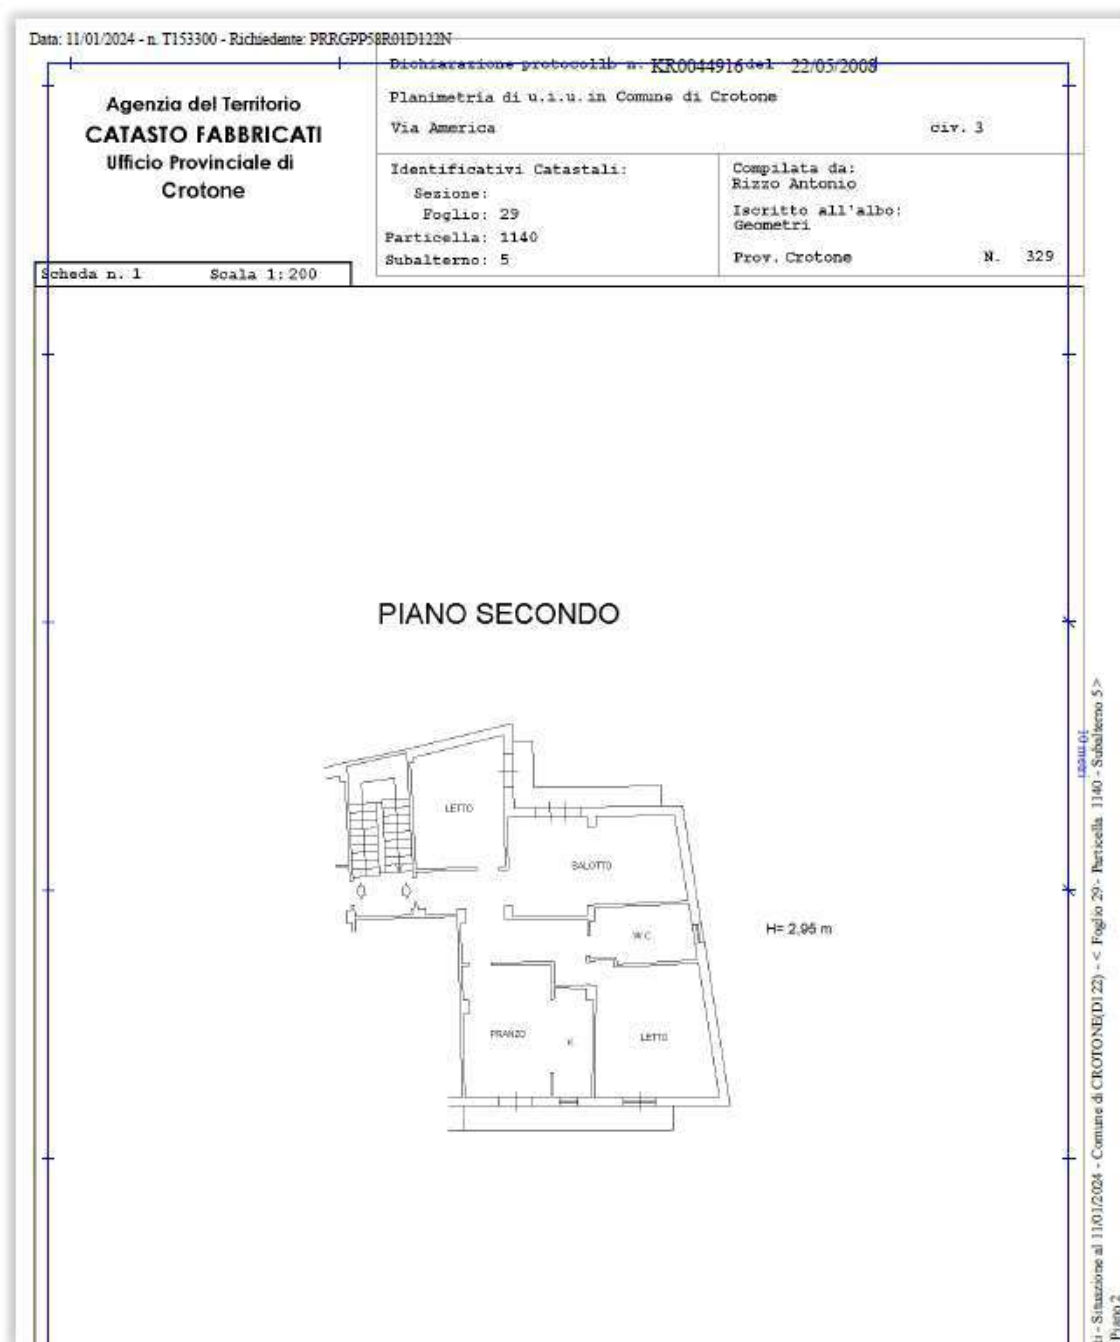 Data: 11/01/2024 - n. T153300 - Richiedente: PRRGPP58R01D122N
Agenzia del Territorio
CATASTO FABBRICATI
Ufficio Provinciale di
Crotone
Dichiarazione protocollo n. KR0044916 del 22/05/2008
Planimetria di u.i.u. in Comune di Crotone
Via America civ. 3
Identificativi Catastali:
Sezione:
Foglio: 29
Particella: 1140
Subalterno: 5
Compilata da:
Rizzo Antonio
Iscritto all'albo:
Geometri
Prov. Crotone N. 329
Scheda n. 1 Scala 1:200
PIANO SECONDO
LETTO
SALOTTO
W.C.
H= 2,95 m
PRANZO
K
LETTO
10 metri
i - Situazione al 11/01/2024 - Comune di CROTONE(D122) - < Foglio 29 - Particella 1140 - Subalterno 5 >
Piano 2